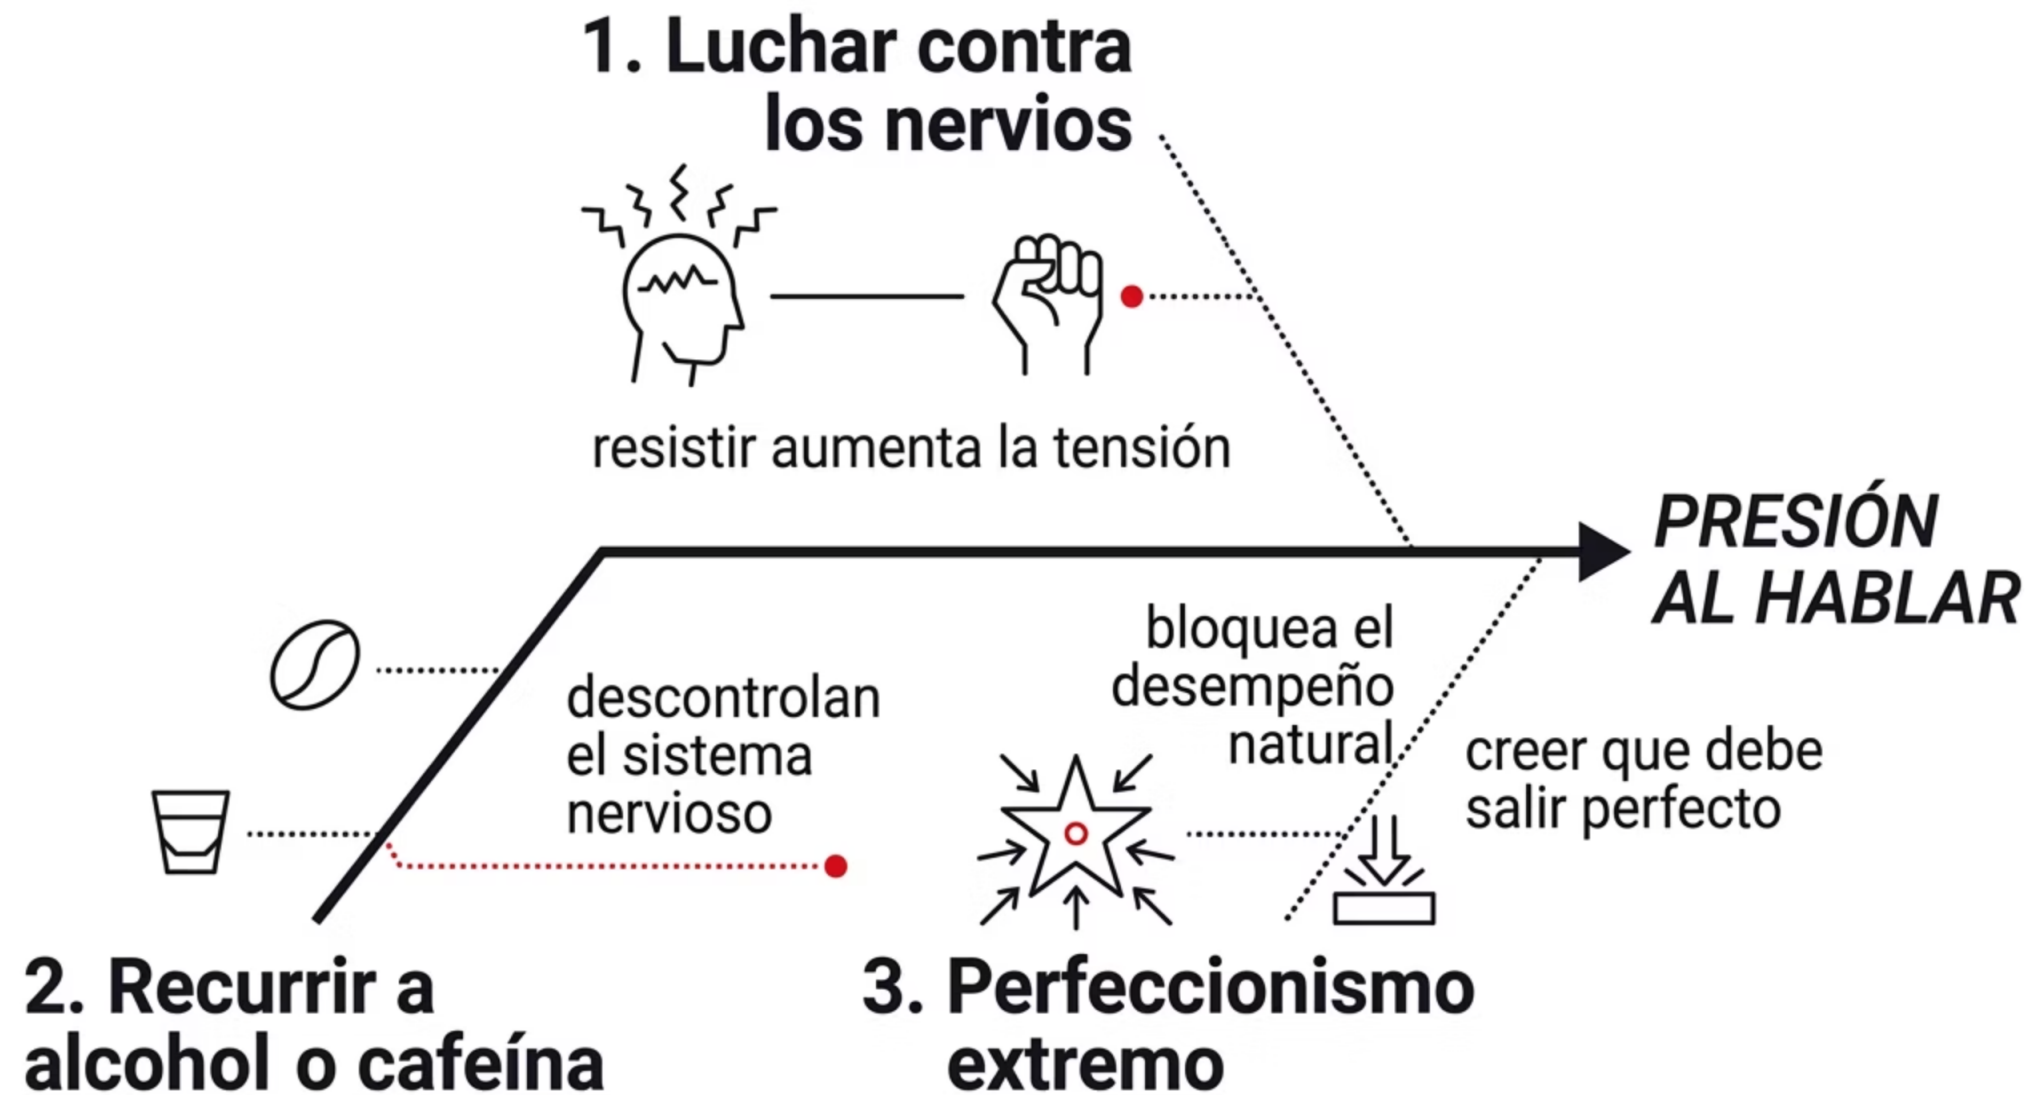 1. Luchar contra
los nervios
resistir aumenta la tensión
PRESIÓN
AL HABLAR
descontrolan
el sistema
nervioso
bloquea el
desempeño
natural
creer que debe
salir perfecto
2. Recurrir a
alcohol o cafeína
3. Perfeccionismo
extremo